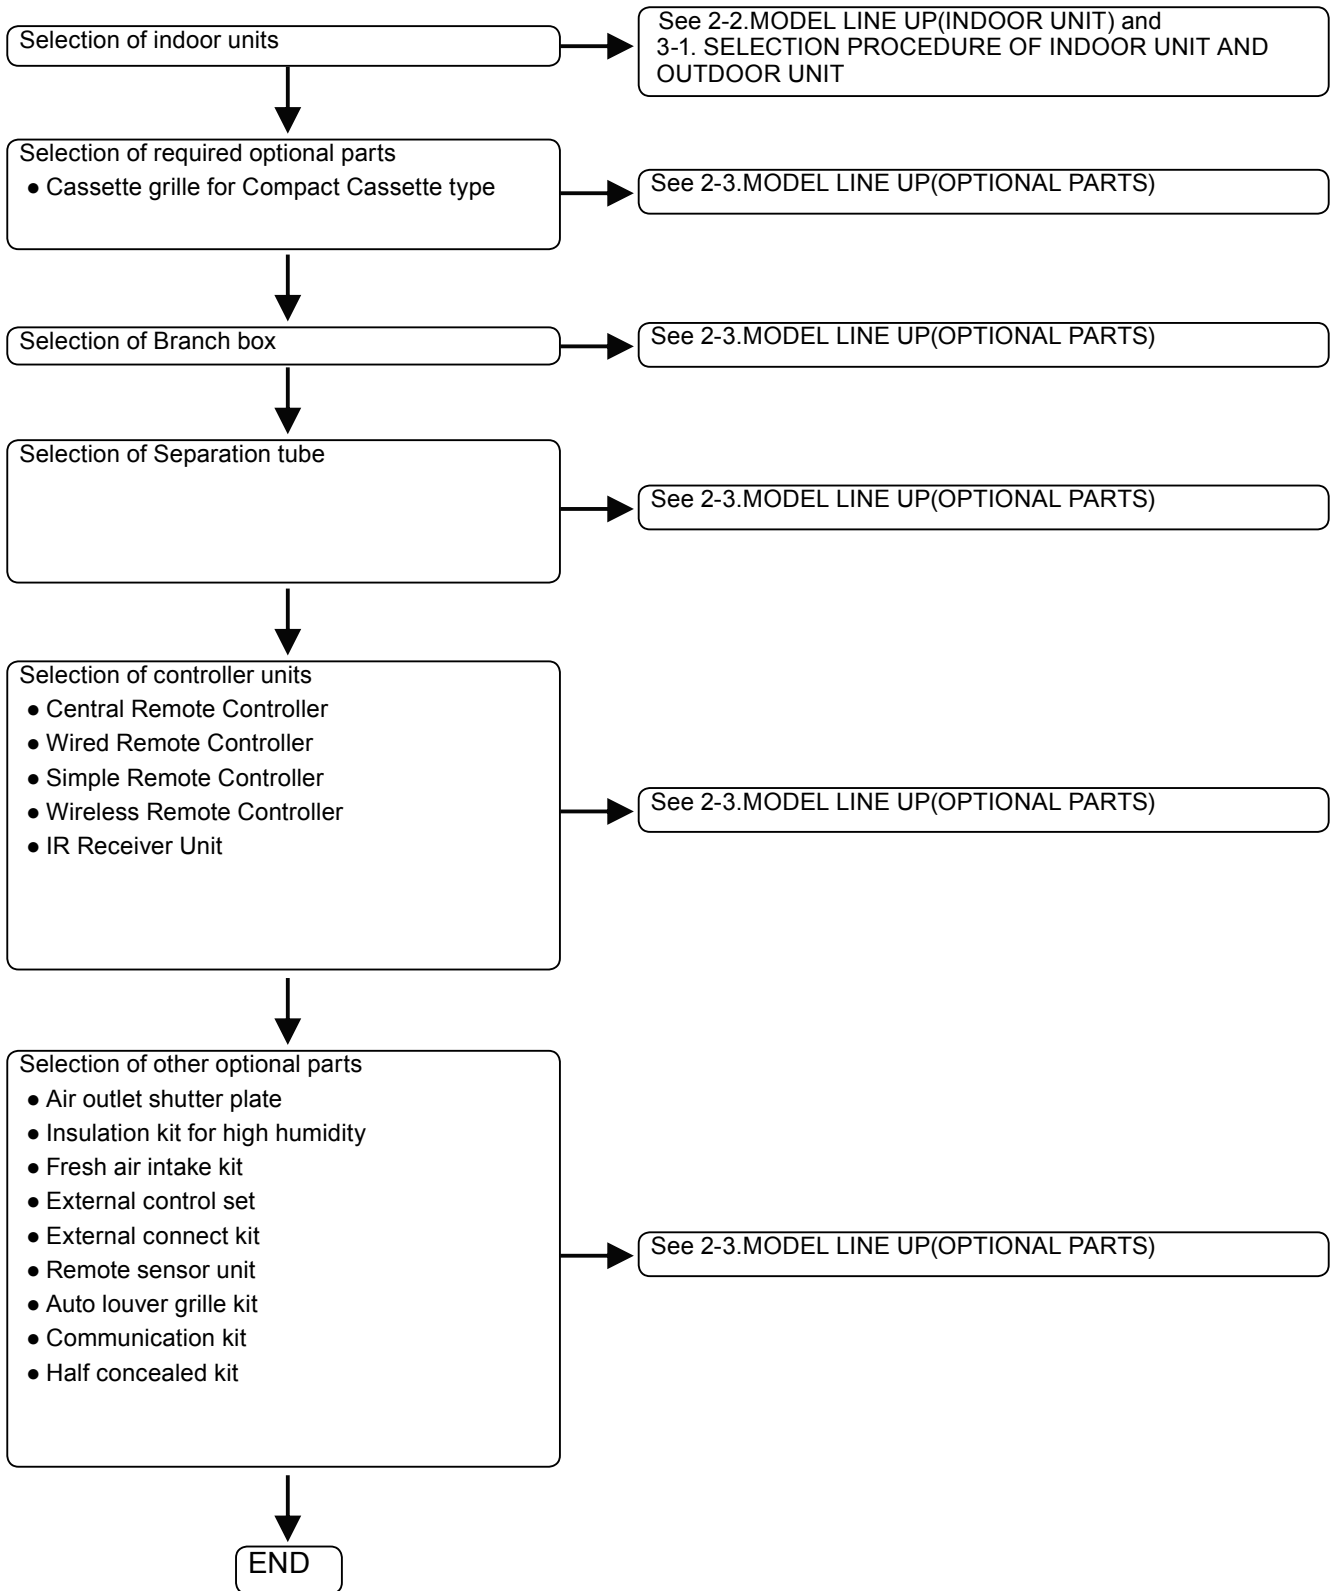 Selection of indoor units
See 2-2.MODEL LINE UP(INDOOR UNIT) and
3-1. SELECTION PROCEDURE OF INDOOR UNIT AND
OUTDOOR UNIT
Selection of required optional parts
● Cassette grille for Compact Cassette type
See 2-3.MODEL LINE UP(OPTIONAL PARTS)
Selection of Branch box
See 2-3.MODEL LINE UP(OPTIONAL PARTS)
Selection of Separation tube
See 2-3.MODEL LINE UP(OPTIONAL PARTS)
Selection of controller units
● Central Remote Controller
● Wired Remote Controller
● Simple Remote Controller
● Wireless Remote Controller
● IR Receiver Unit
See 2-3.MODEL LINE UP(OPTIONAL PARTS)
Selection of other optional parts
● Air outlet shutter plate
● Insulation kit for high humidity
● Fresh air intake kit
● External control set
● External connect kit
● Remote sensor unit
● Auto louver grille kit
● Communication kit
● Half concealed kit
See 2-3.MODEL LINE UP(OPTIONAL PARTS)
END